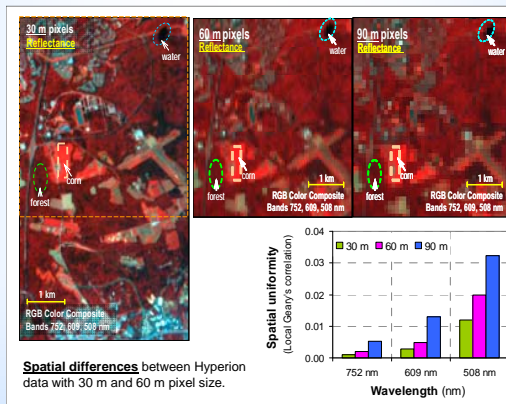 30 m pixels
Reflectance
water
corn
forest
1 km
RGB Color Composite
Bands 752, 609, 508 nm
60 m pixels
Reflectance
water
corn
forest
1 km
RGB Color Composite
Bands 752, 609, 508 nm
90 m pixels
Reflectance
water
corn
forest
1 km
RGB Color Composite
Bands 752, 609, 508 nm
Spatial differences between Hyperion
data with 30 m and 60 m pixel size.
Spatial uniformity
(Local Geary's correlation)
0.04
0.03
0.02
0.01
0.00
30 m 60 m 90 m
752 nm 609 nm 508 nm
Wavelength (nm)